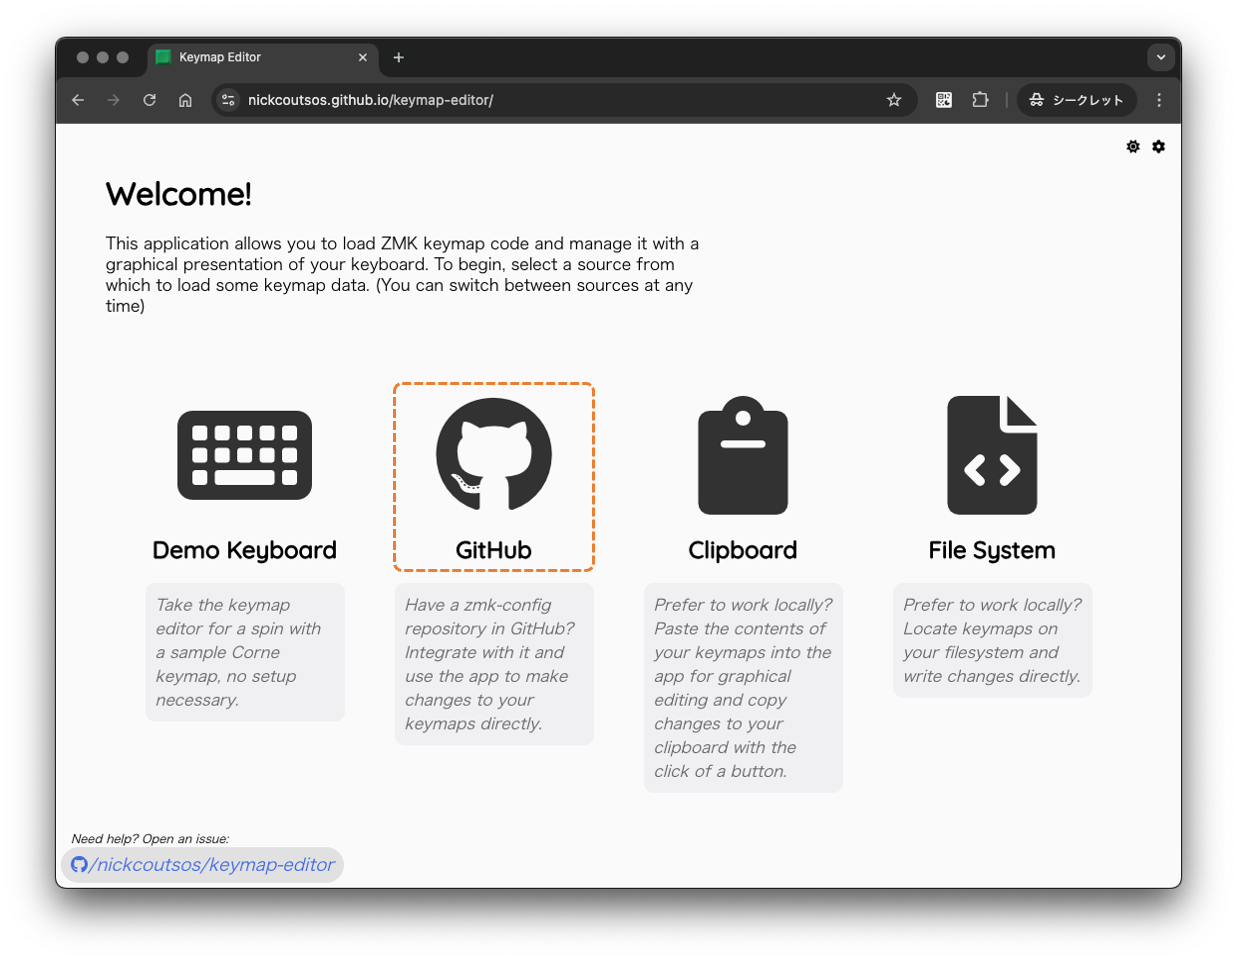 Keymap Editor
nickcoutsos.github.io/keymap-editor/
シークレット
Welcome!
This application allows you to load ZMK keymap code and manage it with a
graphical presentation of your keyboard. To begin, select a source from
which to load some keymap data. (You can switch between sources at any
time)
Demo Keyboard
Take the keymap
editor for a spin with
a sample Corne
keymap, no setup
necessary.
GitHub
Have a zmk-config
repository in GitHub?
Integrate with it and
use the app to make
changes to your
keymaps directly.
Clipboard
Prefer to work locally?
Paste the contents of
your keymaps into the
app for graphical
editing and copy
changes to your
clipboard with the
click of a button.
File System
Prefer to work locally?
Locate keymaps on
your filesystem and
write changes directly.
Need help? Open an issue:
/nickcoutsos/keymap-editor